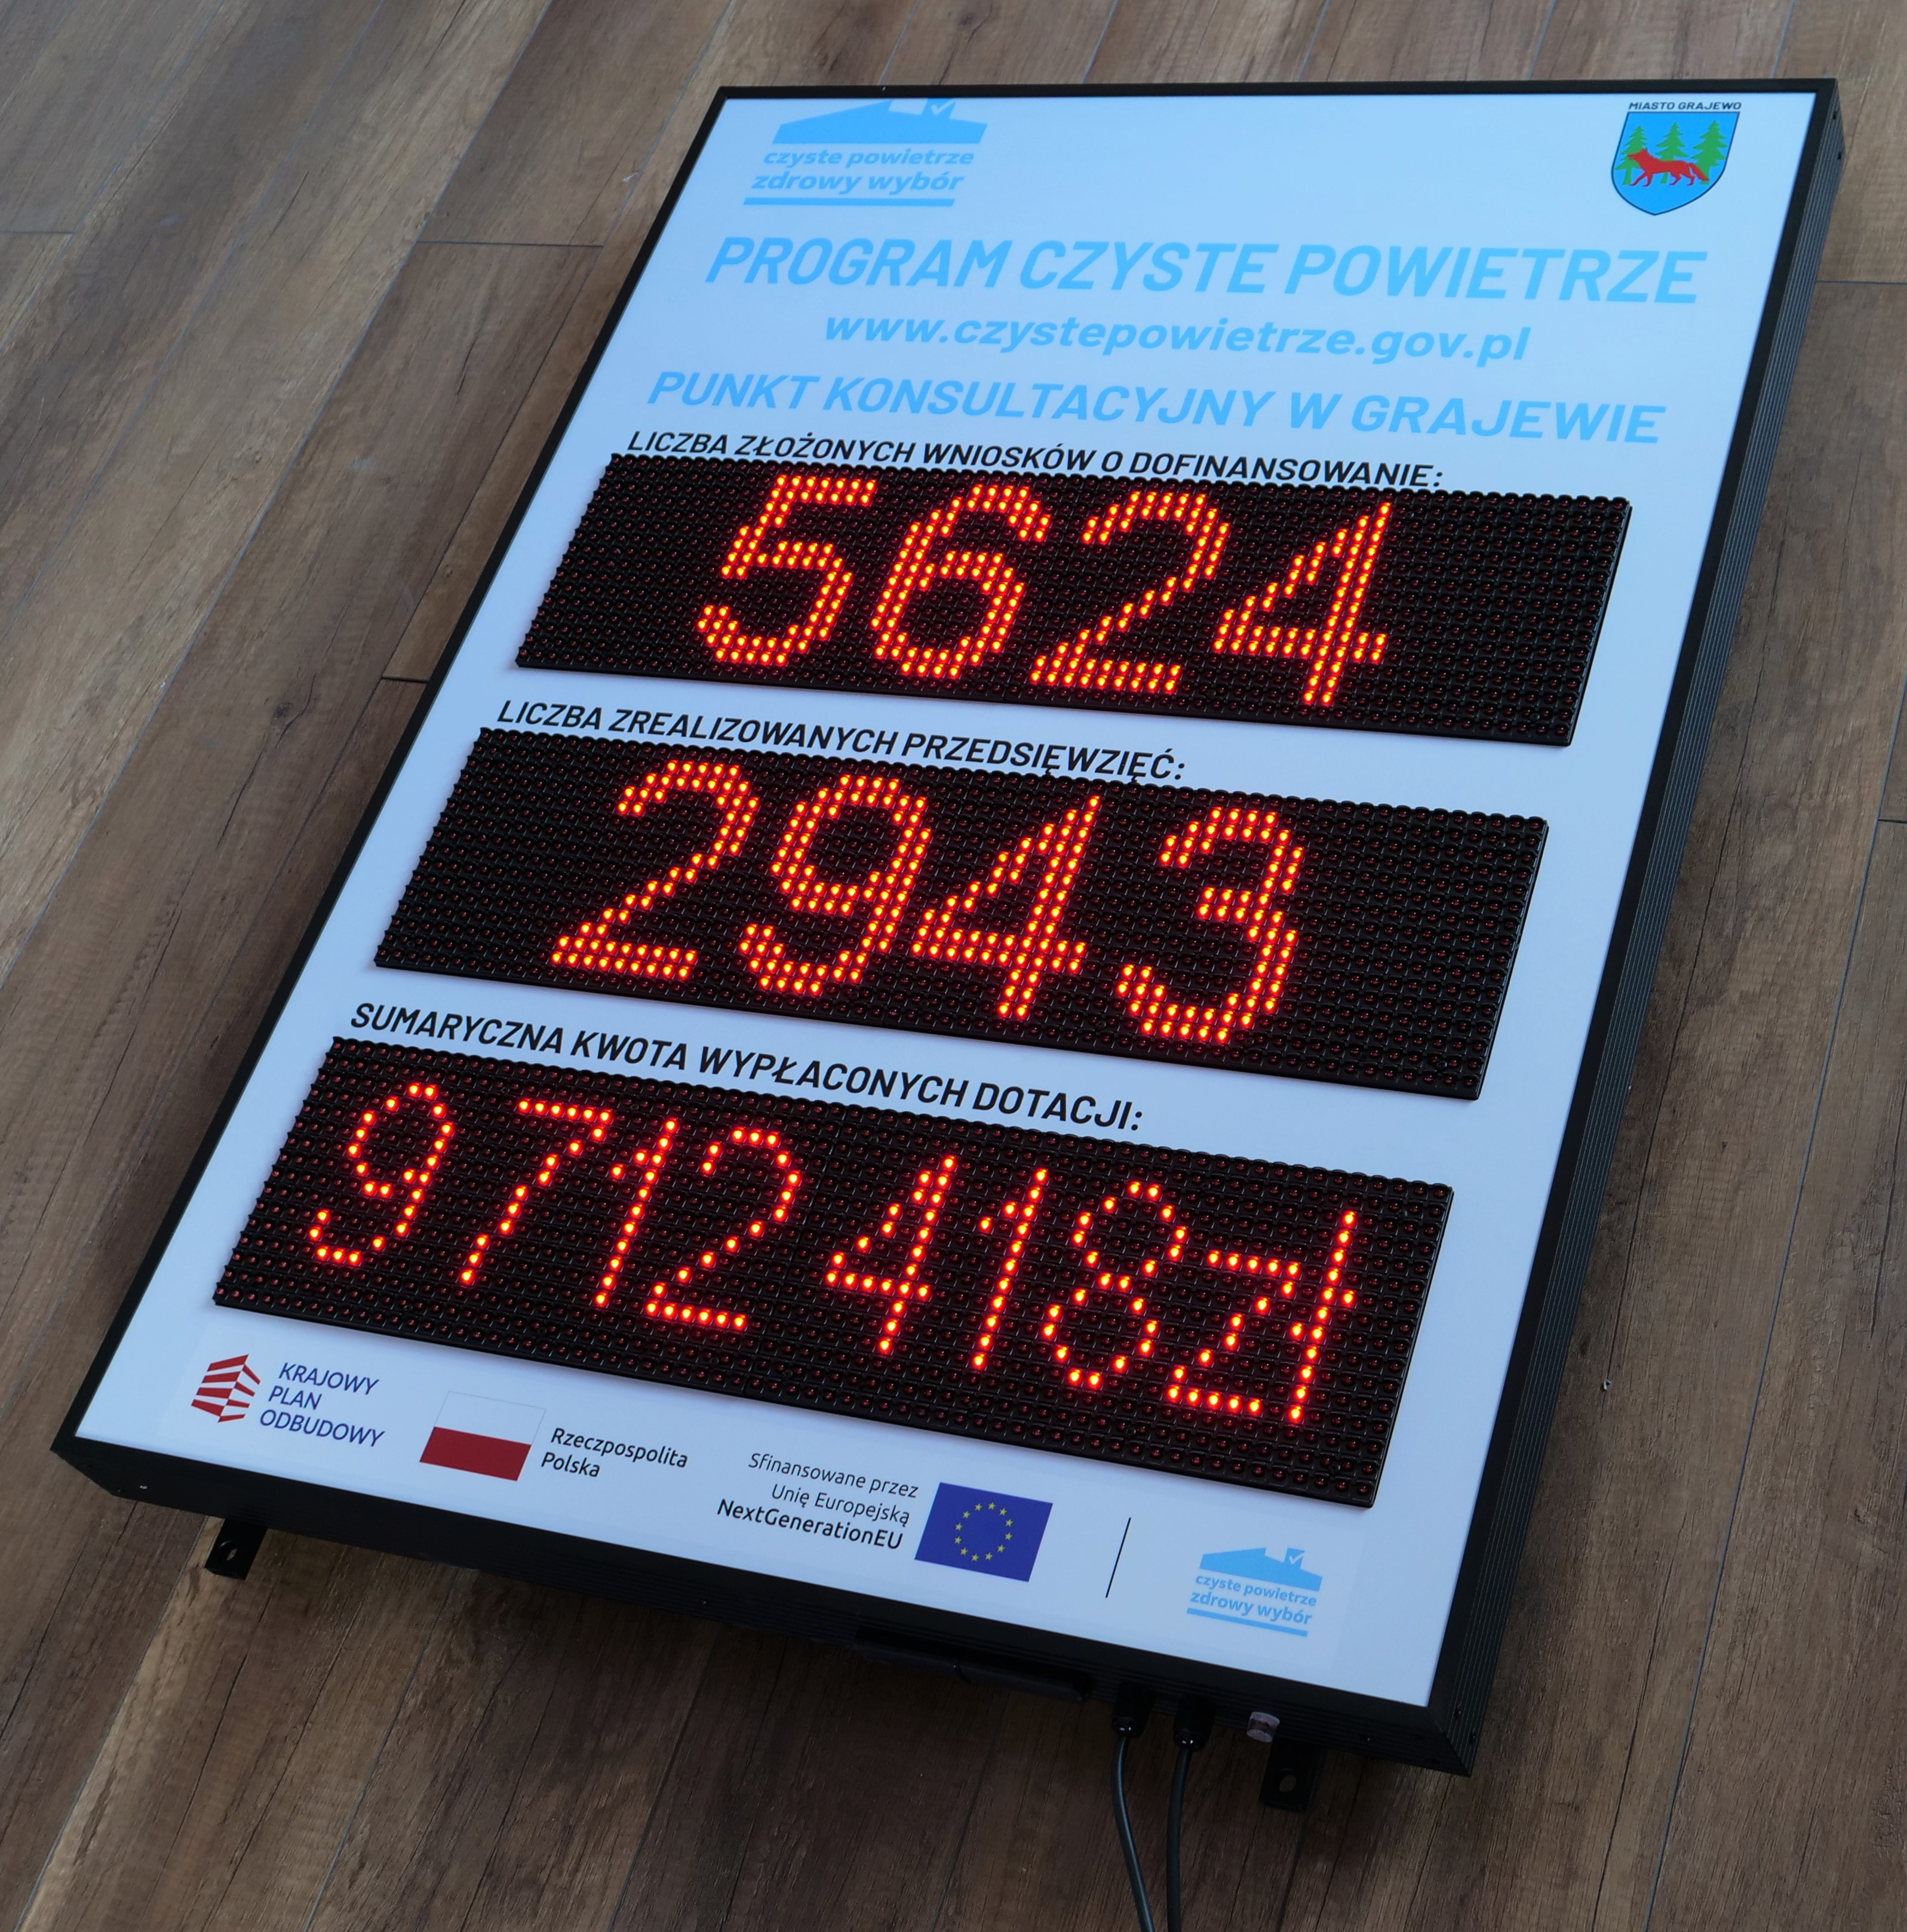 czyste powietrze
zdrowy wybór
MIASTO GRAJEWO
PROGRAM CZYSTE POWIETRZE
www.czystepowietrze.gov.pl
PUNKT KONSULTACYJNY W GRAJEWIE
LICZBA ZŁOŻONYCH WNIOSKÓW O DOFINANSOWANIE:
5624
LICZBA ZREALIZOWANYCH PRZEDSIĘWZIĘĆ:
2943
SUMARYCZNA KWOTA WYPŁACONYCH DOTACJI:
9712418zł
KRAJOWY
PLAN
ODBUDOWY
Rzeczpospolita
Polska
Sfinansowane przez
Unię Europejską
NextGenerationEU
czyste powietrze
zdrowy wybór